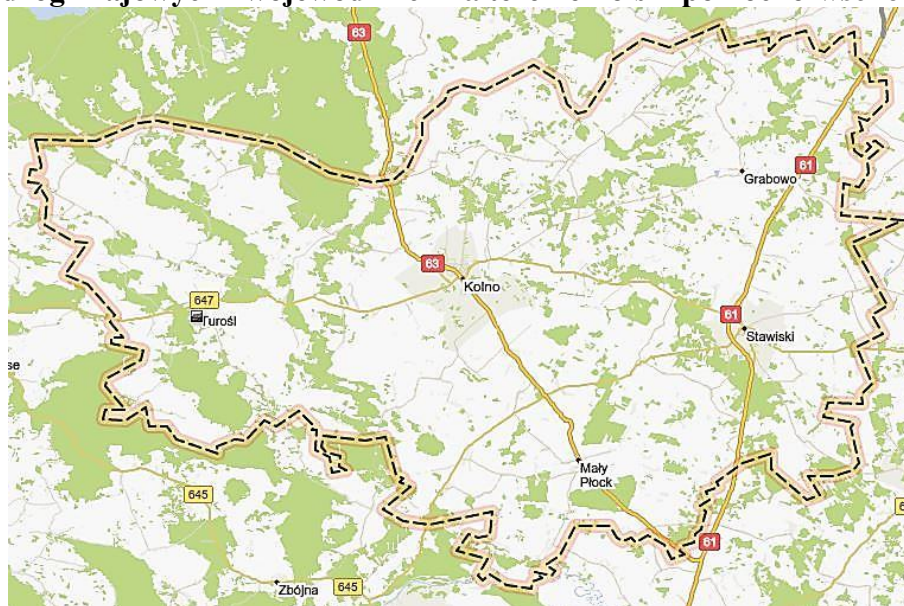 63
61
Grabowo
63
Kolno
647
Turośl
61
Stawiski
se
Mały
Płock
645
61
Zbójna
645